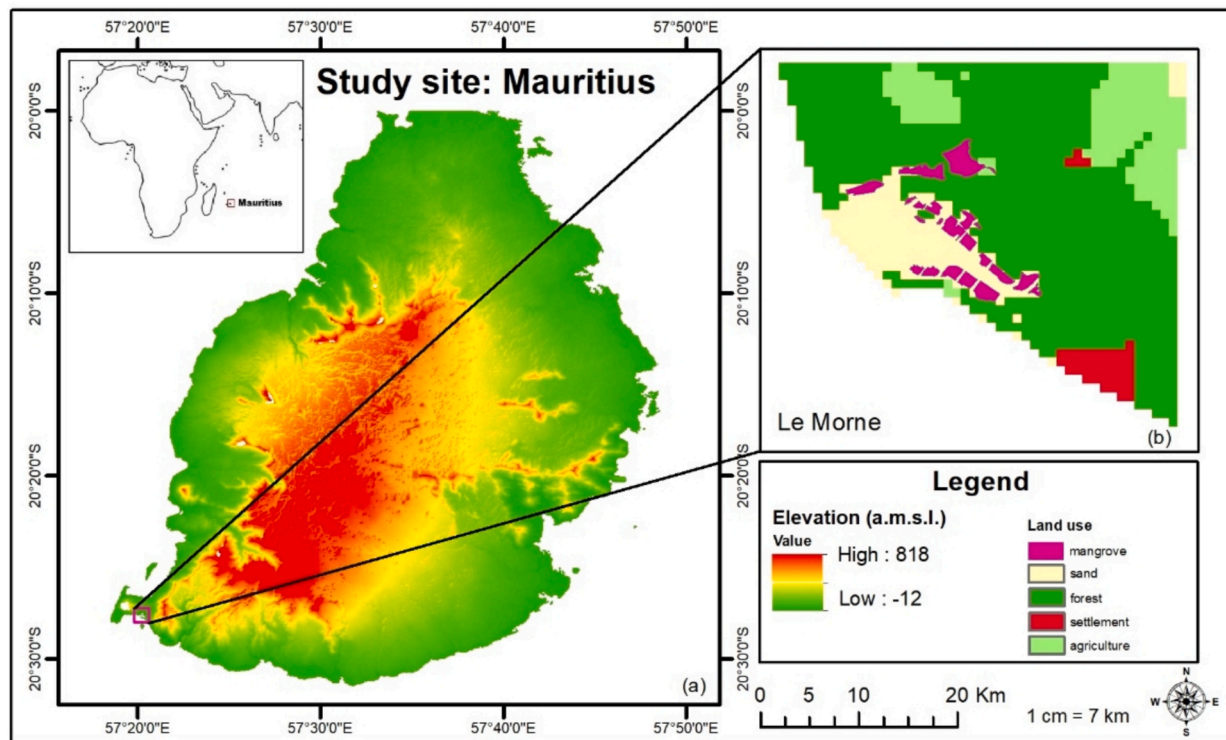 57°20'0"E 57°30'0"E 57°40'0"E 57°50'0"E
Study site: Mauritius
Mauritius
20°0'0"S
20°10'0"S
20°20'0"S
20°30'0"S
(a)
20°0'0"S
20°10'0"S
20°20'0"S
20°30'0"S
57°20'0"E 57°30'0"E 57°40'0"E 57°50'0"E
Le Morne
(b)
Legend
Elevation (a.m.s.l.)
Value
High : 818
Low : -12
Land use
mangrove
sand
forest
settlement
agriculture
0 5 10 20 Km
1 cm = 7 km
N
W E
S